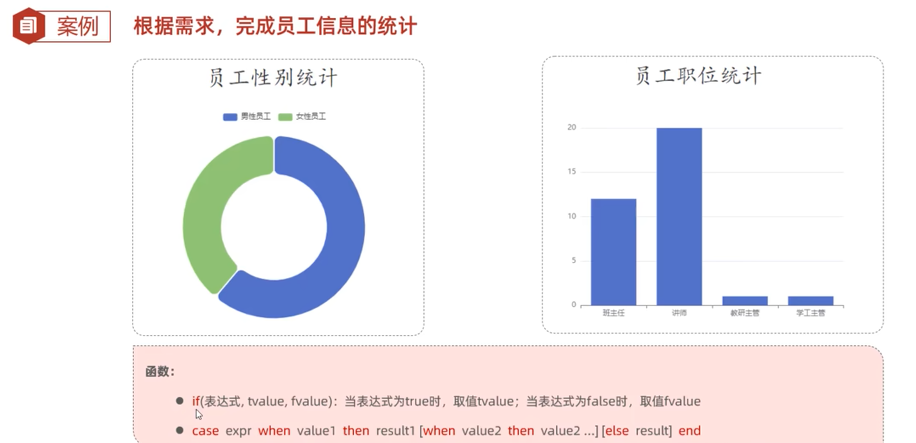 案例
根据需求，完成员工信息的统计
员工性别统计
男性员工 女性员工
员工职位统计
20
15
10
5
0
班主任 讲师 教研主管 学工主管
函数：
● if(表达式, tvalue, fvalue)：当表达式为true时，取值tvalue；当表达式为false时，取值fvalue
● case expr when value1 then result1 [when value2 then value2 ...] [else result] end